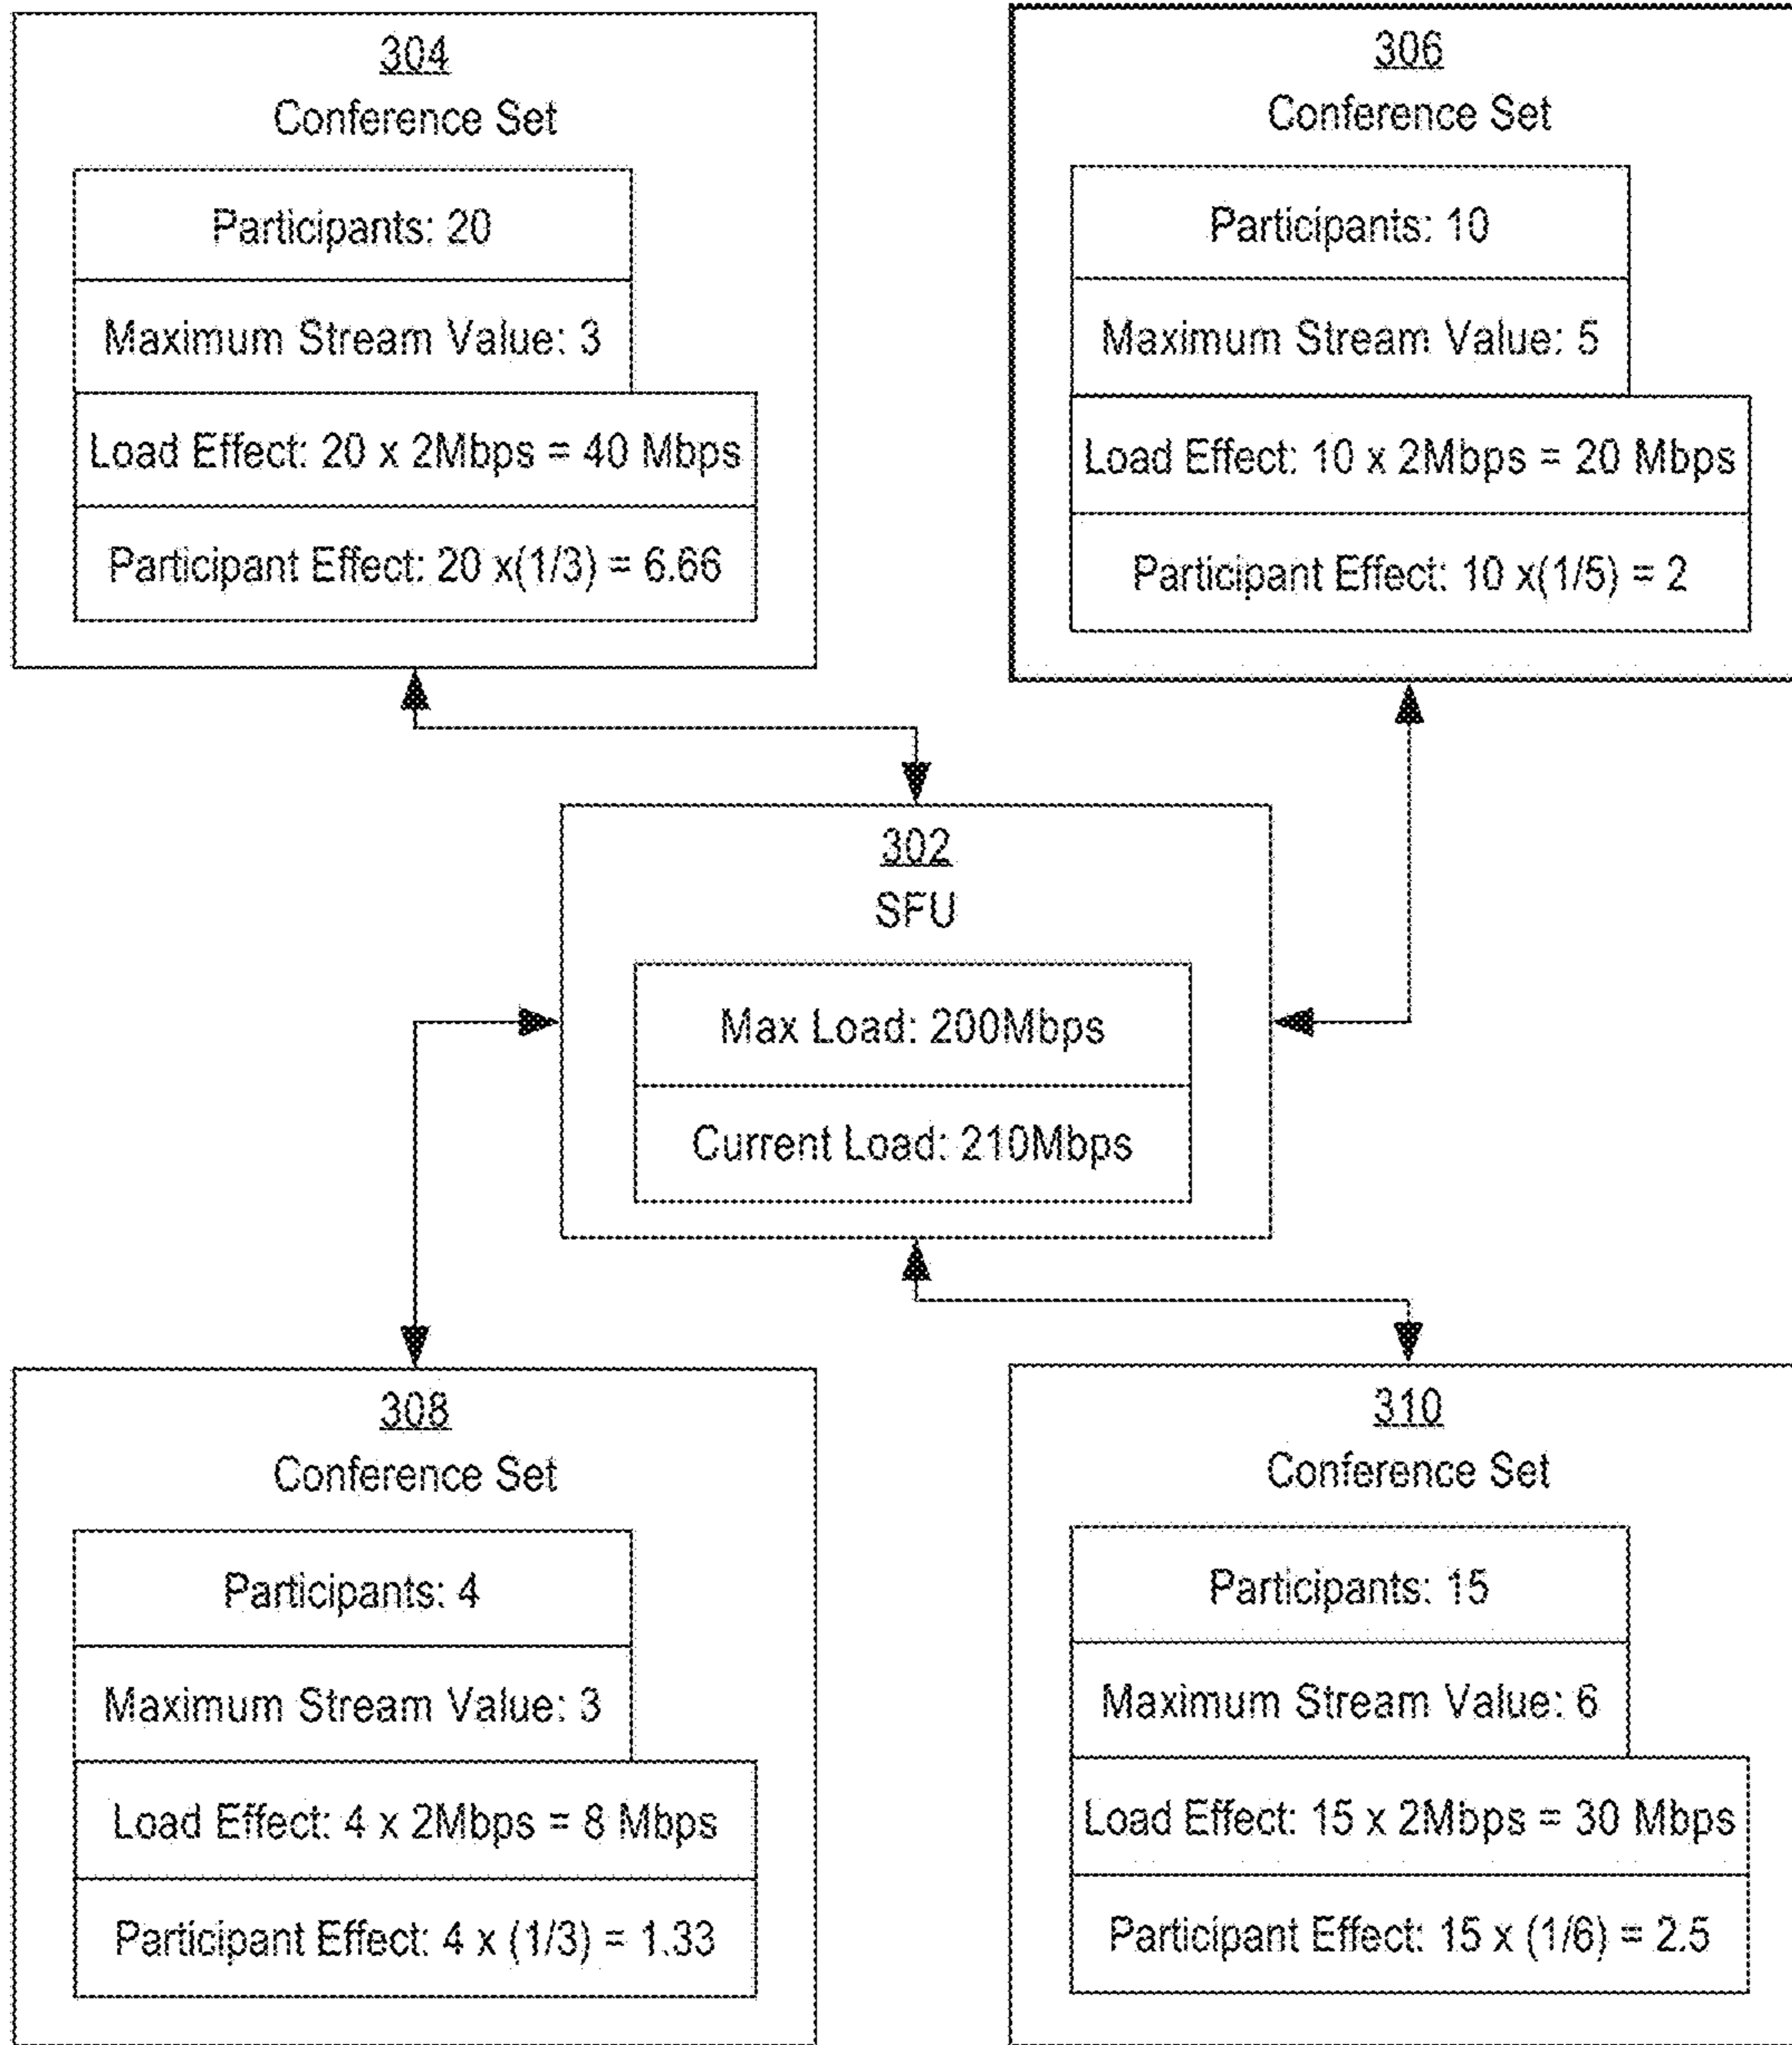 304
Conference Set
Participants: 20
Maximum Stream Value: 3
Load Effect: 20 x 2Mbps = 40 Mbps
Participant Effect: 20 x(1/3) = 6.66
306
Conference Set
Participants: 10
Maximum Stream Value: 5
Load Effect: 10 x 2Mbps = 20 Mbps
Participant Effect: 10 x(1/5) = 2
302
SFU
Max Load: 200Mbps
Current Load: 210Mbps
308
Conference Set
Participants: 4
Maximum Stream Value: 3
Load Effect: 4 x 2Mbps = 8 Mbps
Participant Effect: 4 x (1/3) = 1.33
310
Conference Set
Participants: 15
Maximum Stream Value: 6
Load Effect: 15 x 2Mbps = 30 Mbps
Participant Effect: 15 x (1/6) = 2.5